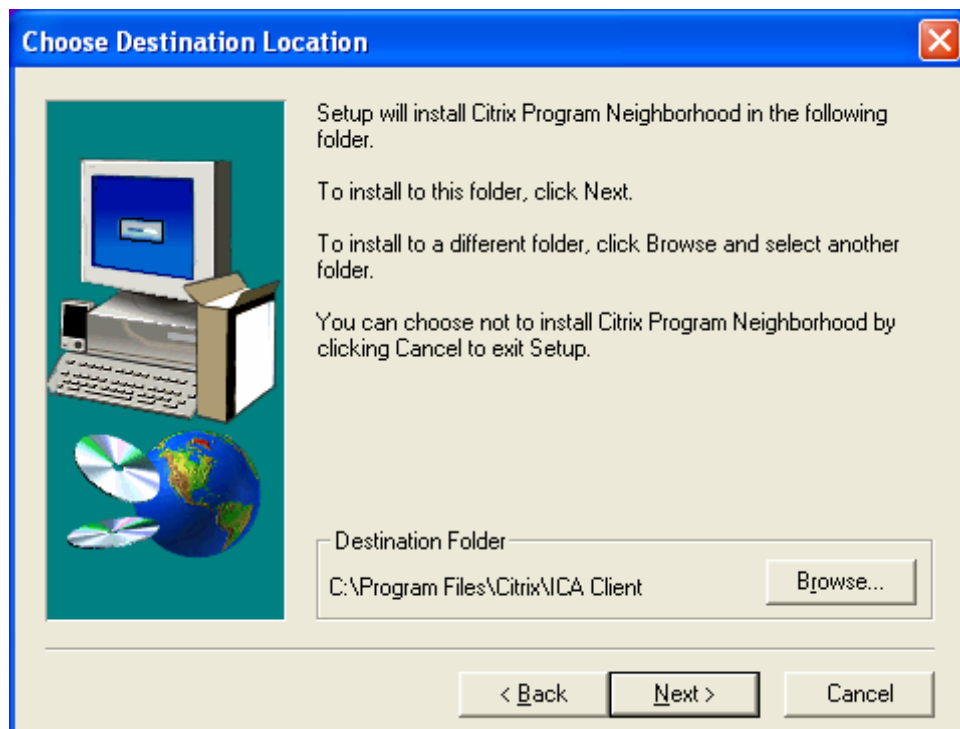 Choose Destination Location
Setup will install Citrix Program Neighborhood in the following
folder.
To install to this folder, click Next.
To install to a different folder, click Browse and select another
folder.
You can choose not to install Citrix Program Neighborhood by
clicking Cancel to exit Setup.
Destination Folder
C:\Program Files\Citrix\ICA Client
Browse...
< Back
Next >
Cancel